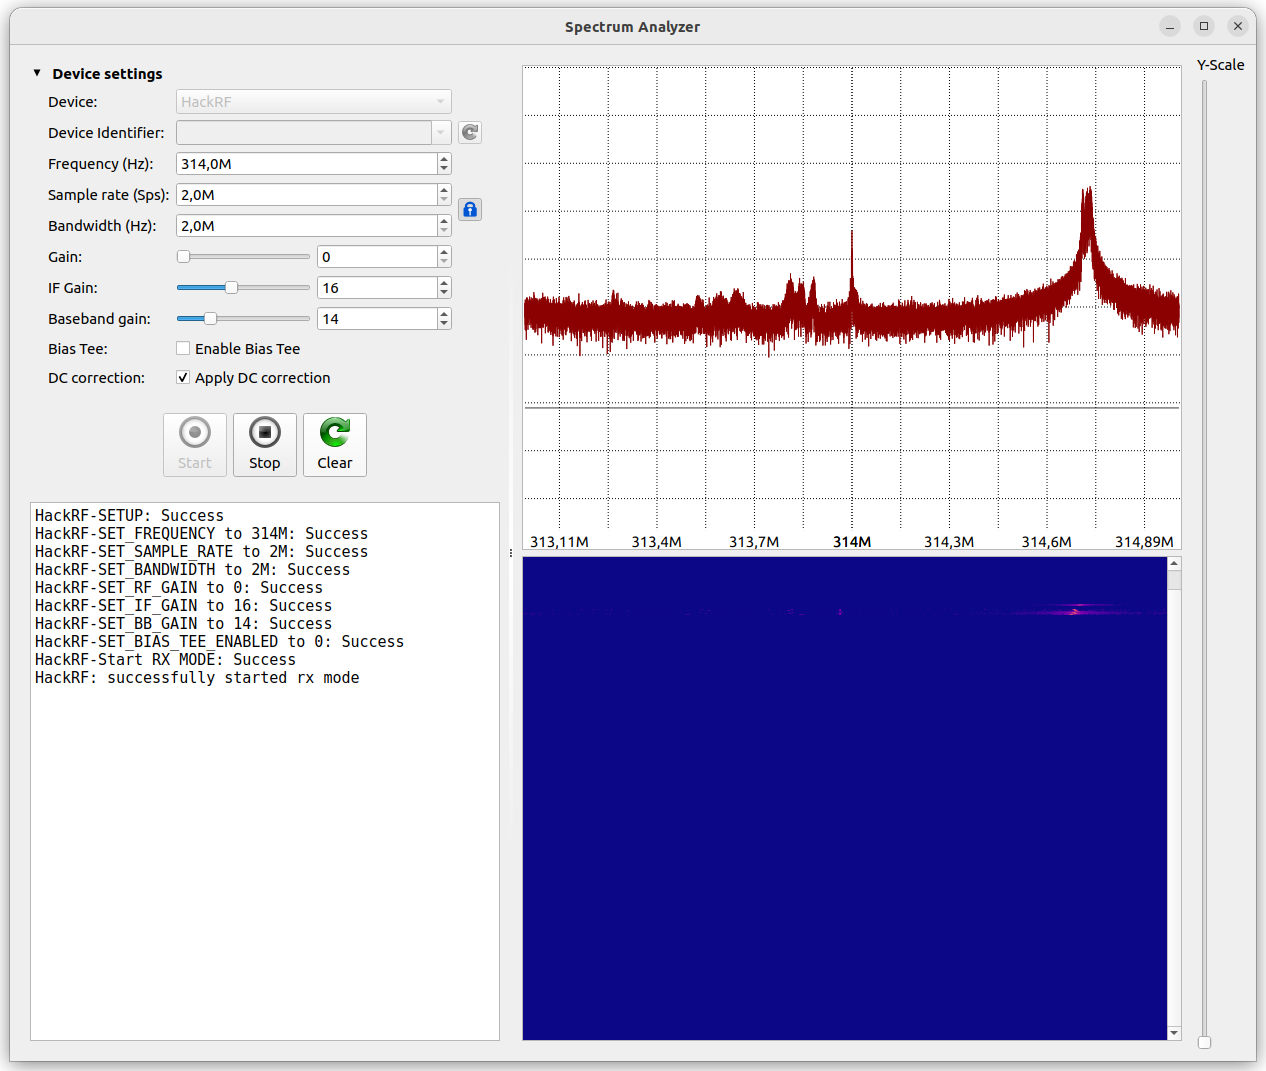 Spectrum Analyzer
Device settings
Device: HackRF
Device Identifier:
Frequency (Hz): 314,0M
Sample rate (Sps): 2,0M
Bandwidth (Hz): 2,0M
Gain: 0
IF Gain: 16
Baseband gain: 14
Bias Tee: Enable Bias Tee
DC correction: Apply DC correction
Start Stop Clear
HackRF-SETUP: Success
HackRF-SET_FREQUENCY to 314M: Success
HackRF-SET_SAMPLE_RATE to 2M: Success
HackRF-SET_BANDWIDTH to 2M: Success
HackRF-SET_RF_GAIN to 0: Success
HackRF-SET_IF_GAIN to 16: Success
HackRF-SET_BB_GAIN to 14: Success
HackRF-SET_BIAS_TEE_ENABLED to 0: Success
HackRF-Start RX MODE: Success
HackRF: successfully started rx mode
313,11M 313,4M 313,7M 314M 314,3M 314,6M 314,89M
Y-Scale